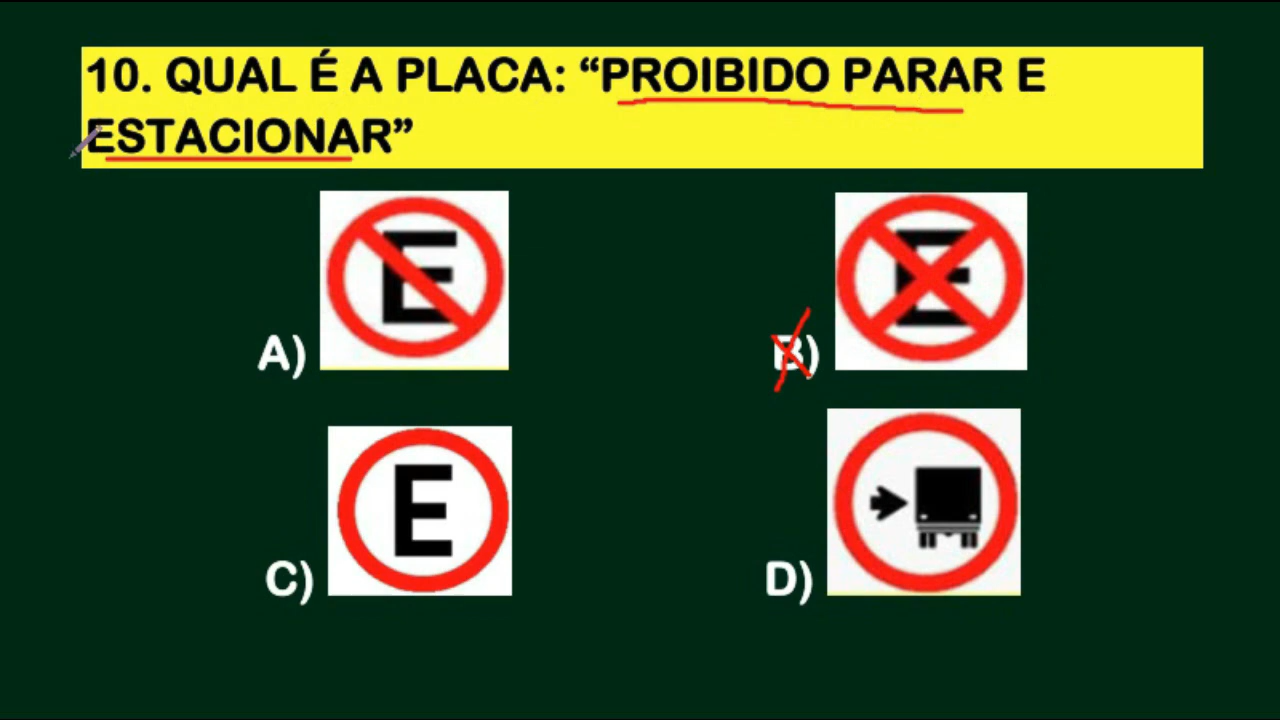 10. QUAL É A PLACA: “PROIBIDO PARAR E
ESTACIONAR”
E
E
A)
B)
E
C)
D)